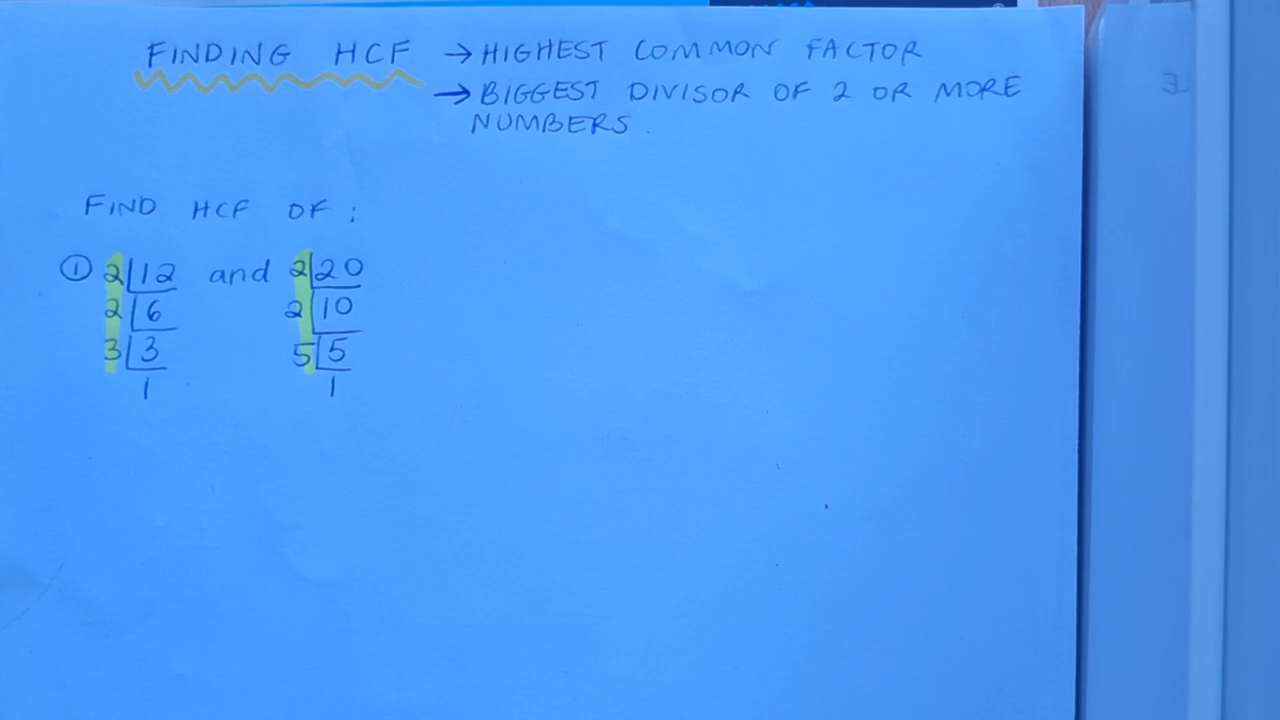 FINDING HCF → HIGHEST COMMON FACTOR
→ BIGGEST DIVISOR OF 2 OR MORE
NUMBERS.
FIND HCF OF :
① 2|12 and 2|20
2|6 2|10
3|3 5|5
1 1